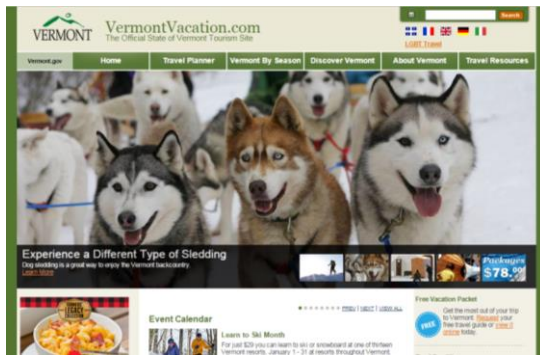 Search
VERMONT
VermontVacation.com
The Official State of Vermont Tourism Site
LGBT Travel
Vermont.gov
Home
Travel Planner
Vermont By Season
Discover Vermont
About Vermont
Travel Resources
Experience a Different Type of Sledding
Dog sledding is a great way to enjoy the Vermont backcountry.
Learn More
Packages
$78.00
PREV | NEXT | VIEW ALL
LEGACY
Event Calendar
Learn to Ski Month
For just $29 you can learn to ski or snowboard at one of thirteen
Vermont resorts. January 1 - 31 at resorts throughout Vermont.
Free Vacation Packet
FREE
Get the most out of your trip
to Vermont. Request your
free travel guide or view it
online today.